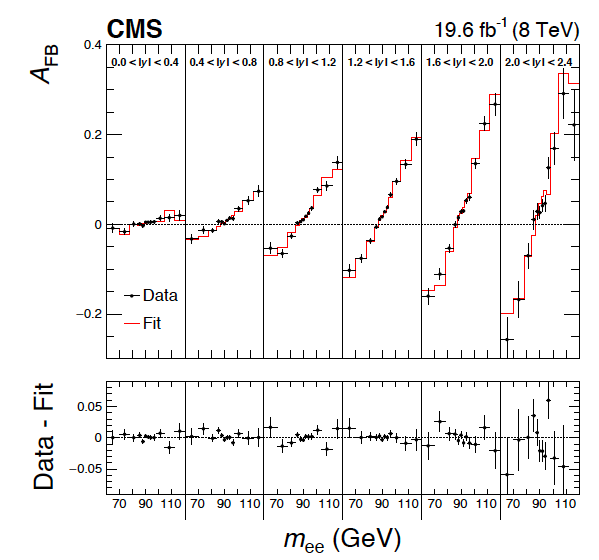 CMS 19.6 fb⁻¹ (8 TeV)
A_FB
0.4
0.0 < |y| < 0.4 0.4 < |y| < 0.8 0.8 < |y| < 1.2 1.2 < |y| < 1.6 1.6 < |y| < 2.0 2.0 < |y| < 2.4
0.2
0
−0.2
Data
Fit
Data - Fit
0.05
0
−0.05
70 90 110 70 90 110 70 90 110 70 90 110 70 90 110 70 90 110
m_ee (GeV)